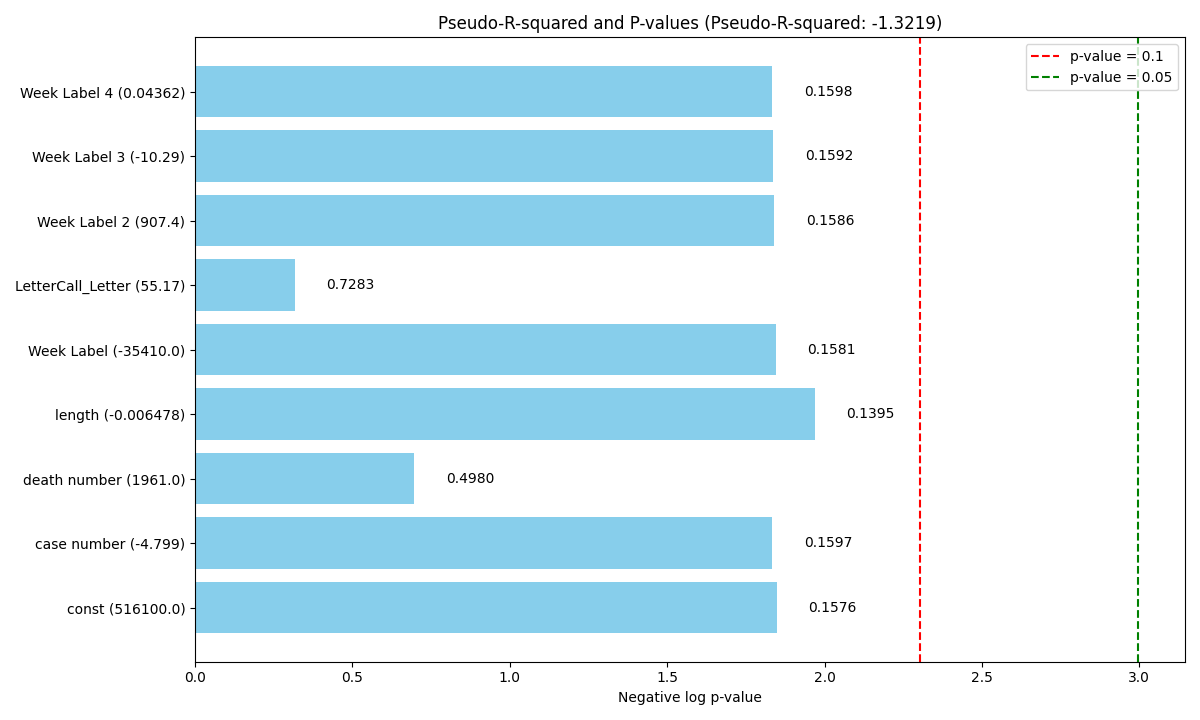 Pseudo-R-squared and P-values (Pseudo-R-squared: -1.3219)
p-value = 0.1
p-value = 0.05
Week Label 4 (0.04362) 0.1598
Week Label 3 (-10.29) 0.1592
Week Label 2 (907.4) 0.1586
LetterCall_Letter (55.17) 0.7283
Week Label (-35410.0) 0.1581
length (-0.006478) 0.1395
death number (1961.0) 0.4980
case number (-4.799) 0.1597
const (516100.0) 0.1576
0.0 0.5 1.0 1.5 2.0 2.5 3.0
Negative log p-value